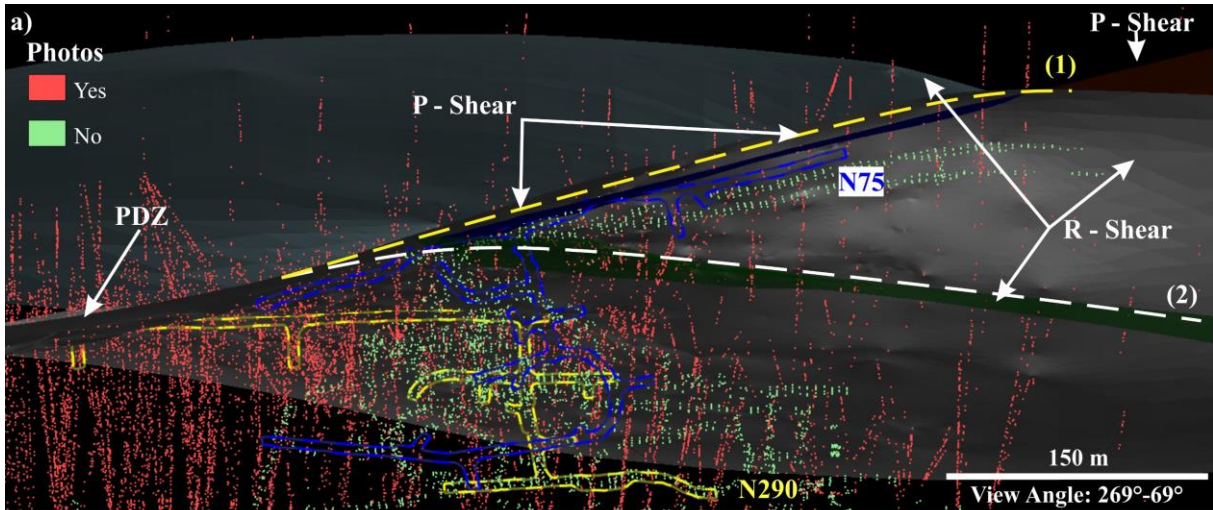 a)
Photos
Yes
No
P - Shear
P - Shear
(1)
N75
PDZ
R - Shear
(2)
150 m
N290
View Angle: 269°-69°